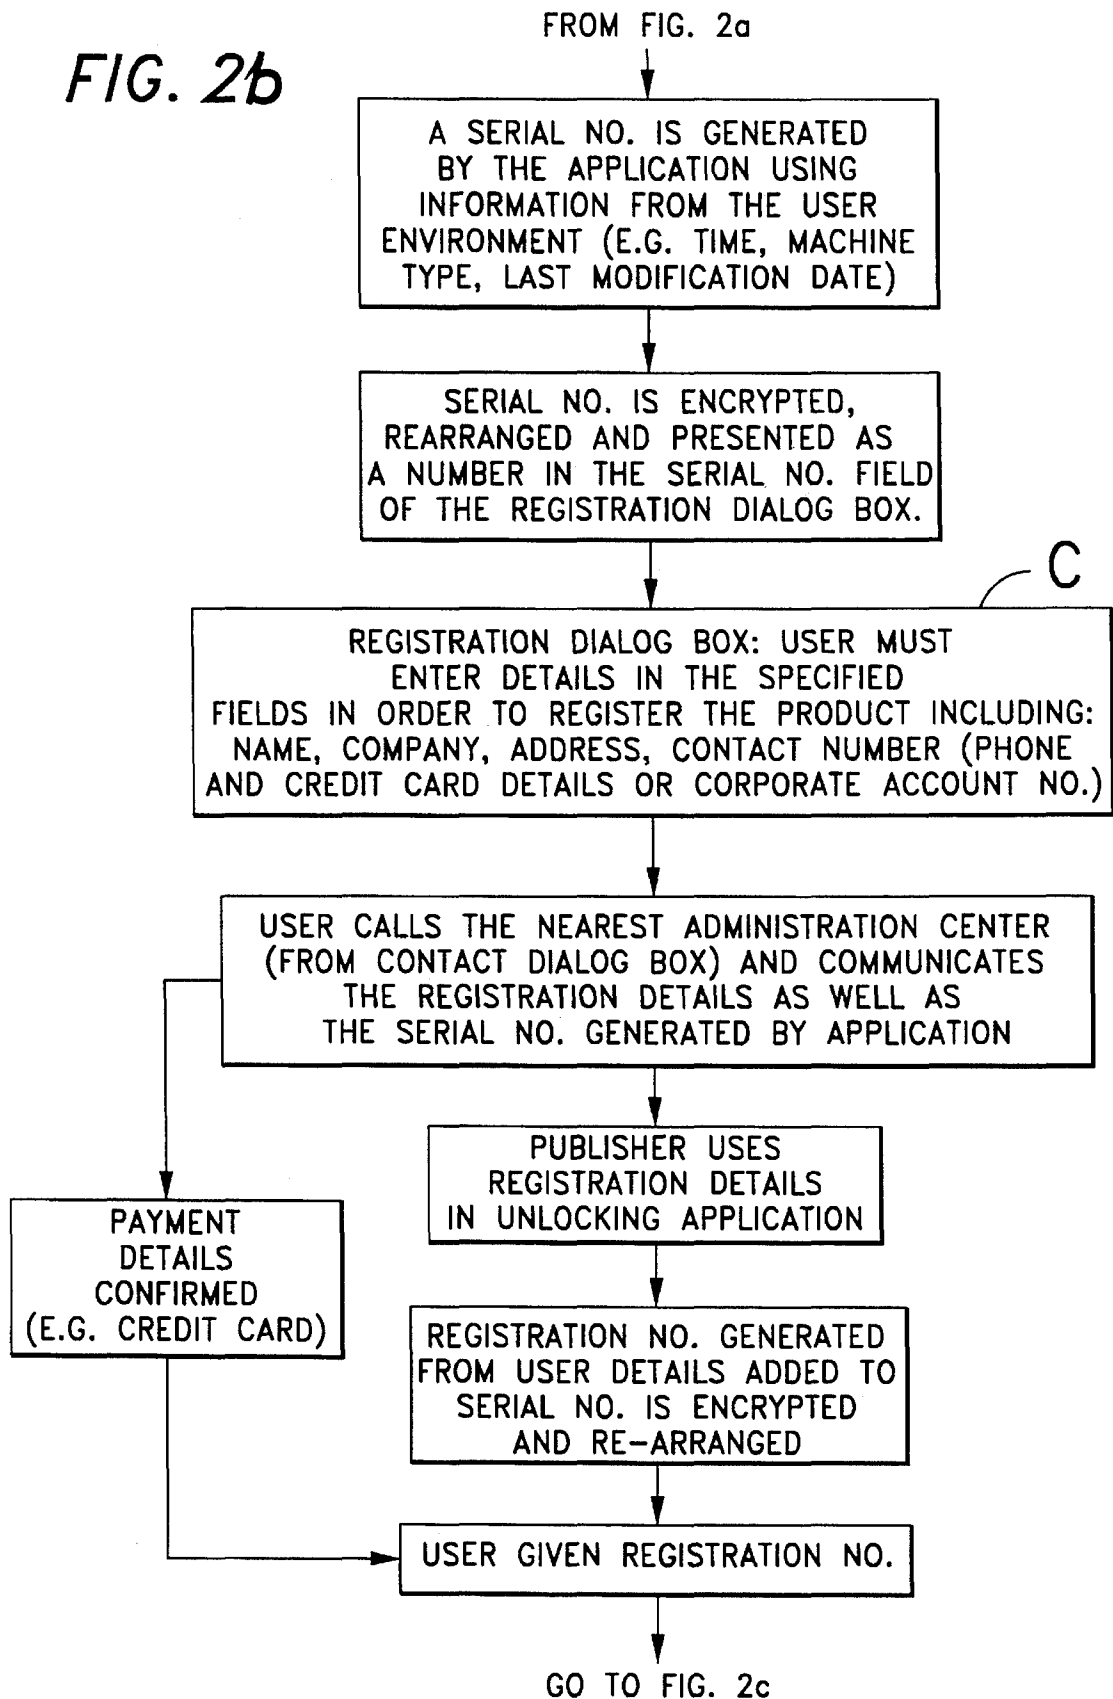 FROM FIG. 2a
FIG. 2b
A SERIAL NO. IS GENERATED
BY THE APPLICATION USING
INFORMATION FROM THE USER
ENVIRONMENT (E.G. TIME, MACHINE
TYPE, LAST MODIFICATION DATE)
SERIAL NO. IS ENCRYPTED,
REARRANGED AND PRESENTED AS
A NUMBER IN THE SERIAL NO. FIELD
OF THE REGISTRATION DIALOG BOX.
C
REGISTRATION DIALOG BOX: USER MUST
ENTER DETAILS IN THE SPECIFIED
FIELDS IN ORDER TO REGISTER THE PRODUCT INCLUDING:
NAME, COMPANY, ADDRESS, CONTACT NUMBER (PHONE
AND CREDIT CARD DETAILS OR CORPORATE ACCOUNT NO.)
USER CALLS THE NEAREST ADMINISTRATION CENTER
(FROM CONTACT DIALOG BOX) AND COMMUNICATES
THE REGISTRATION DETAILS AS WELL AS
THE SERIAL NO. GENERATED BY APPLICATION
PUBLISHER USES
REGISTRATION DETAILS
IN UNLOCKING APPLICATION
PAYMENT
DETAILS
CONFIRMED
(E.G. CREDIT CARD)
REGISTRATION NO. GENERATED
FROM USER DETAILS ADDED TO
SERIAL NO. IS ENCRYPTED
AND RE-ARRANGED
USER GIVEN REGISTRATION NO.
GO TO FIG. 2c